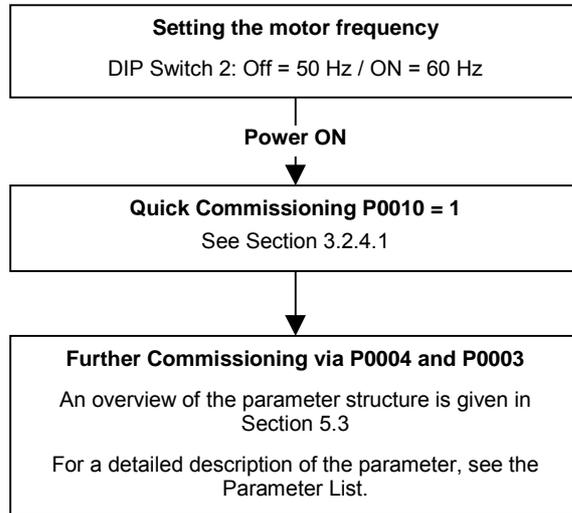 Setting the motor frequency
DIP Switch 2: Off = 50 Hz / ON = 60 Hz
Power ON
Quick Commissioning P0010 = 1
See Section 3.2.4.1
Further Commissioning via P0004 and P0003
An overview of the parameter structure is given in
Section 5.3
For a detailed description of the parameter, see the
Parameter List.